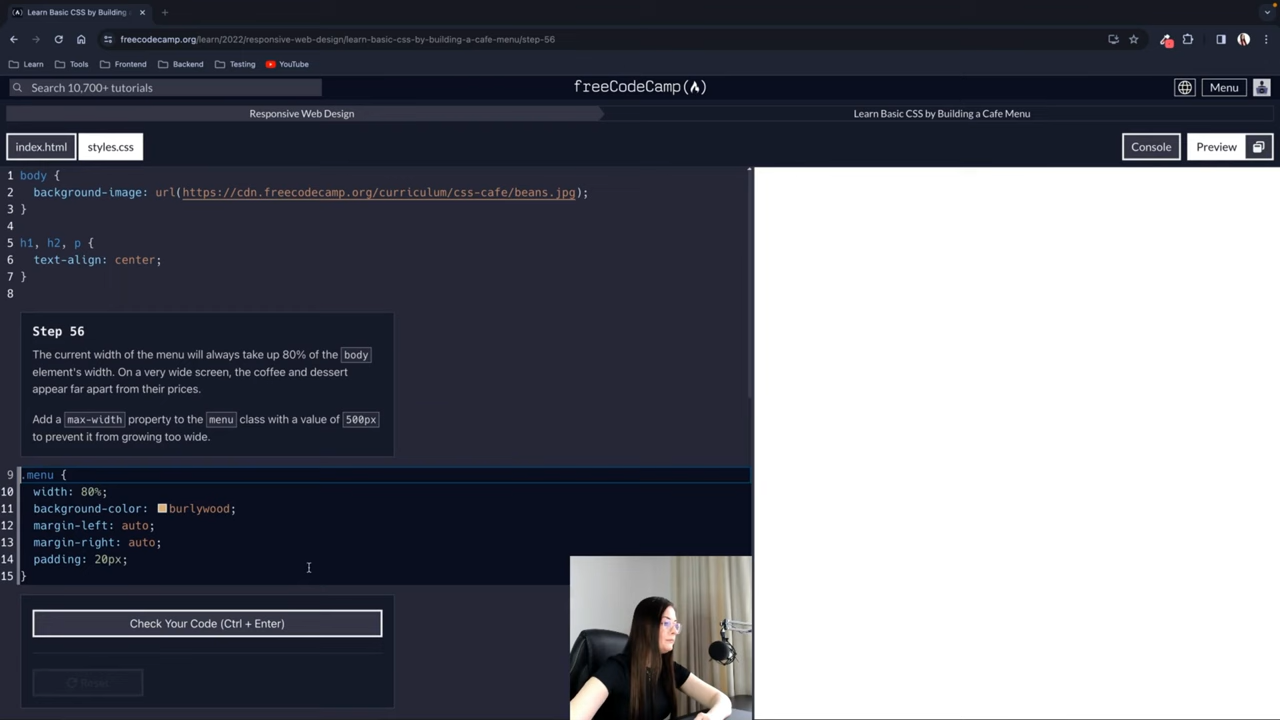 Learn Basic CSS by Building
freecodecamp.org/learn/2022/responsive-web-design/learn-basic-css-by-building-a-cafe-menu/step-56
Learn
Tools
Frontend
Backend
Testing
YouTube
Search 10,700+ tutorials
freeCodeCamp(🔥)
Menu
Responsive Web Design
Learn Basic CSS by Building a Cafe Menu
index.html
styles.css
Console
Preview
1 body {
2 background-image: url(https://cdn.freecodecamp.org/curriculum/css-cafe/beans.jpg);
3 }
4
5 h1, h2, p {
6 text-align: center;
7 }
8
Step 56
The current width of the menu will always take up 80% of the body
element's width. On a very wide screen, the coffee and dessert
appear far apart from their prices.
Add a max-width property to the menu class with a value of 500px
to prevent it from growing too wide.
9 .menu {
10 width: 80%;
11 background-color: burlywood;
12 margin-left: auto;
13 margin-right: auto;
14 padding: 20px;
15 }
Check Your Code (Ctrl + Enter)
Reset